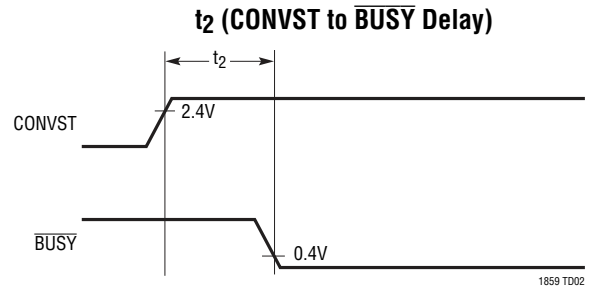 t2 (CONVST to BUSY Delay)
t2
CONVST
2.4V
BUSY
0.4V
1859 TD02